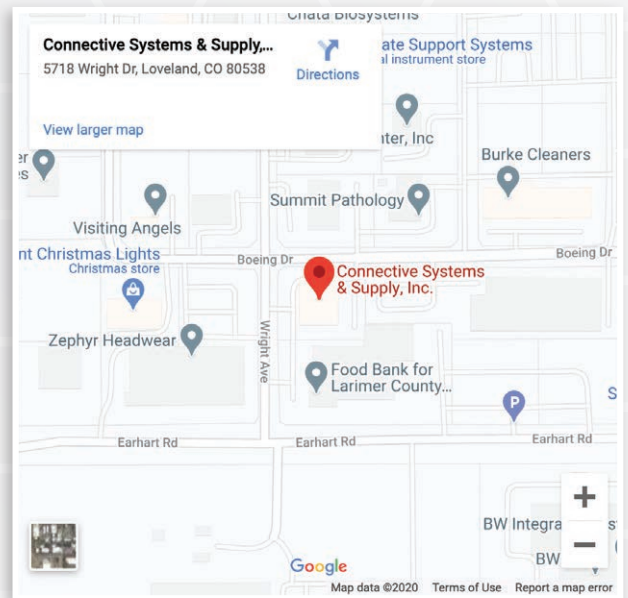 Chata Biosystems
Connective Systems & Supply,...
5718 Wright Dr, Loveland, CO 80538
Directions
View larger map
ate Support Systems
al instrument store
nter, Inc
Burke Cleaners
er
es
Summit Pathology
Visiting Angels
nt Christmas Lights
Christmas store
Boeing Dr
Boeing Dr
Connective Systems
& Supply, Inc.
Zephyr Headwear
Wright Ave
Food Bank for
Larimer County...
P
S
Earhart Rd
Earhart Rd
Earhart Rd
+
BW Integra
st
−
BW
Google
Map data ©2020
Terms of Use
Report a map error